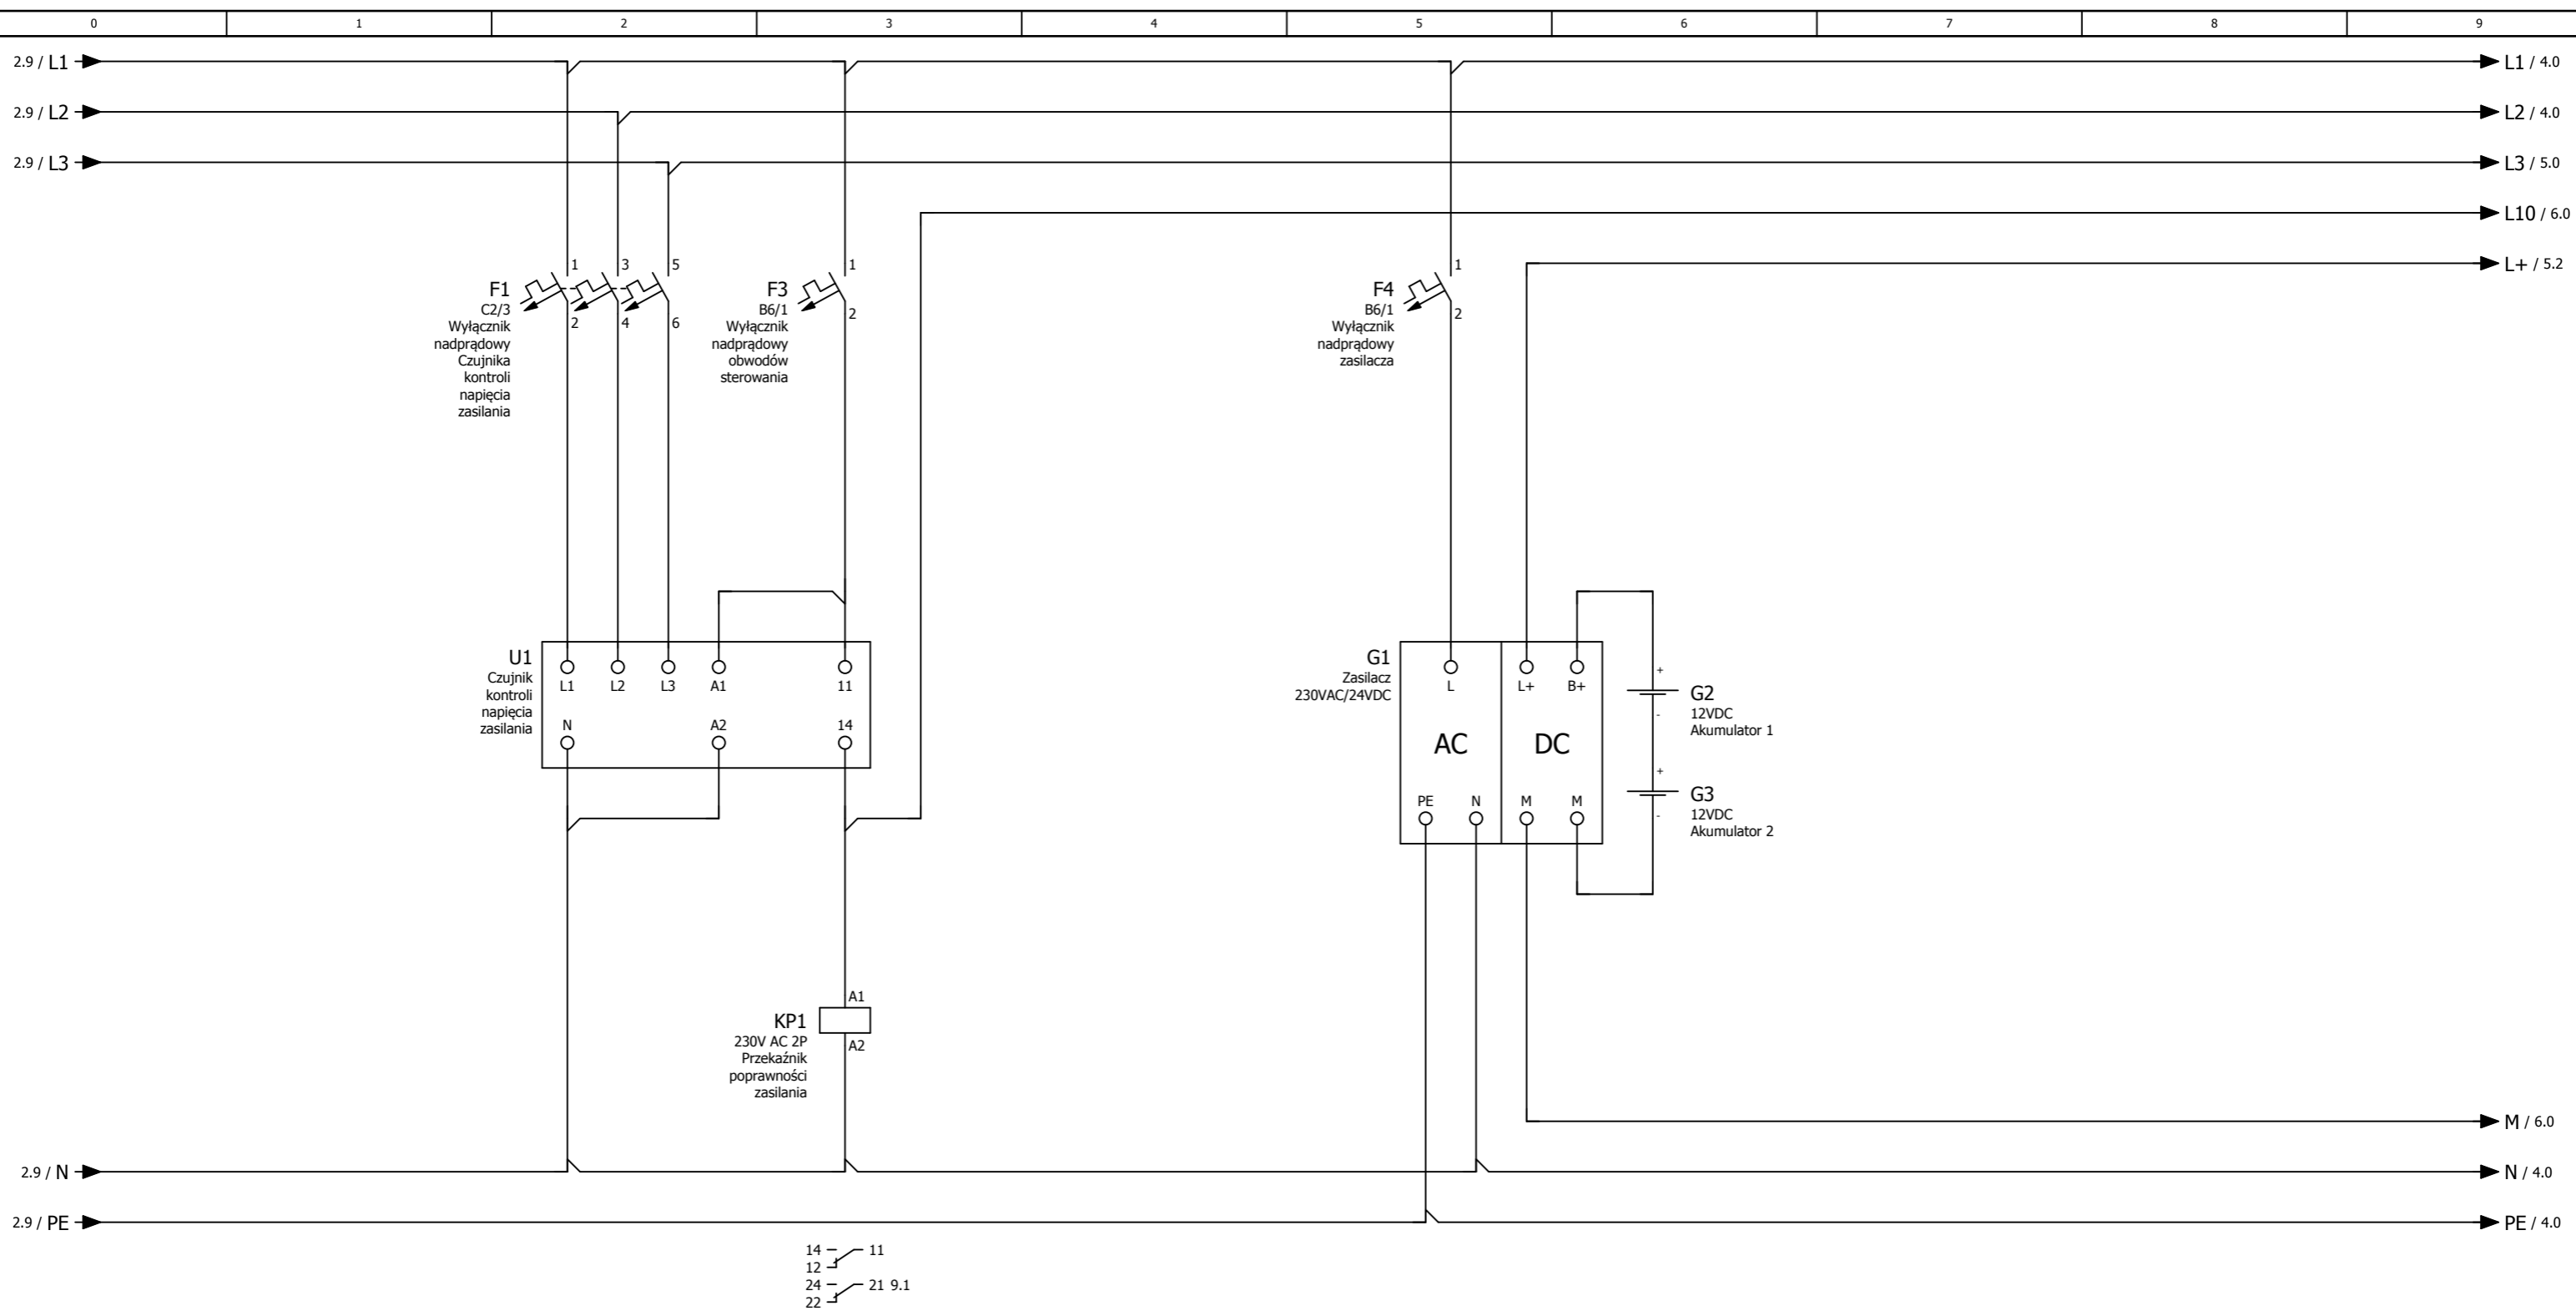 0 1 2 3 4 5 6 7 8 9
2.9 / L1
L1 / 4.0
2.9 / L2
L2 / 4.0
2.9 / L3
L3 / 5.0
L10 / 6.0
L+ / 5.2
F1
C2/3
Wyłącznik
nadprądowy
Czujnika
kontroli
napięcia
zasilania
1 3 5
2 4 6
F3
B6/1
Wyłącznik
nadprądowy
obwodów
sterowania
1
2
F4
B6/1
Wyłącznik
nadprądowy
zasilacza
1
2
U1
Czujnik
kontroli
napięcia
zasilania
L1 L2 L3 A1 11
N A2 14
G1
Zasilacz
230VAC/24VDC
L L+ B+
AC DC
PE N M M
+
-
G2
12VDC
Akumulator 1
+
-
G3
12VDC
Akumulator 2
KP1
230V AC 2P
Przekaźnik
poprawności
zasilania
A1
A2
M / 6.0
2.9 / N
N / 4.0
2.9 / PE
PE / 4.0
14 11
12
24 21 9.1
22